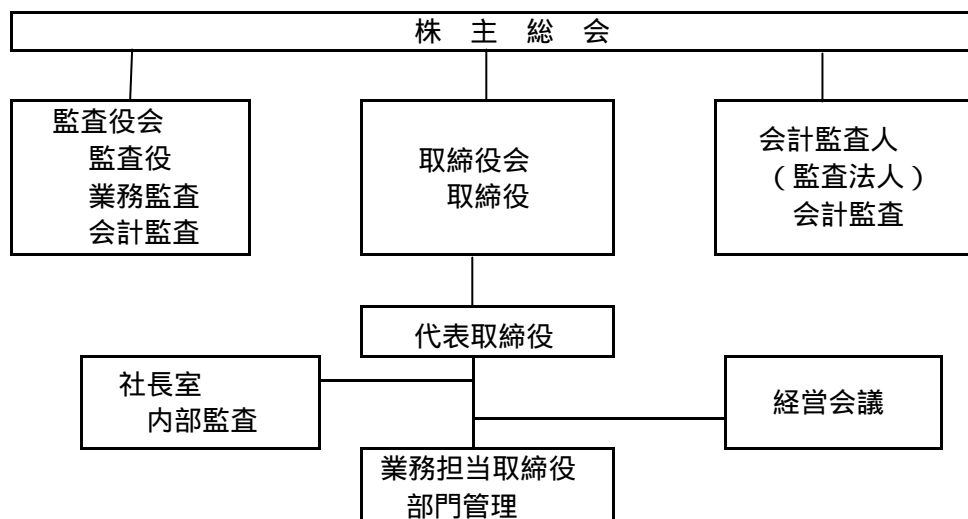 株 主 総 会
監査役会
監査役
業務監査
会計監査
取締役会
取締役
会計監査人
（監査法人）
会計監査
代表取締役
社長室
内部監査
経営会議
業務担当取締役
部門管理